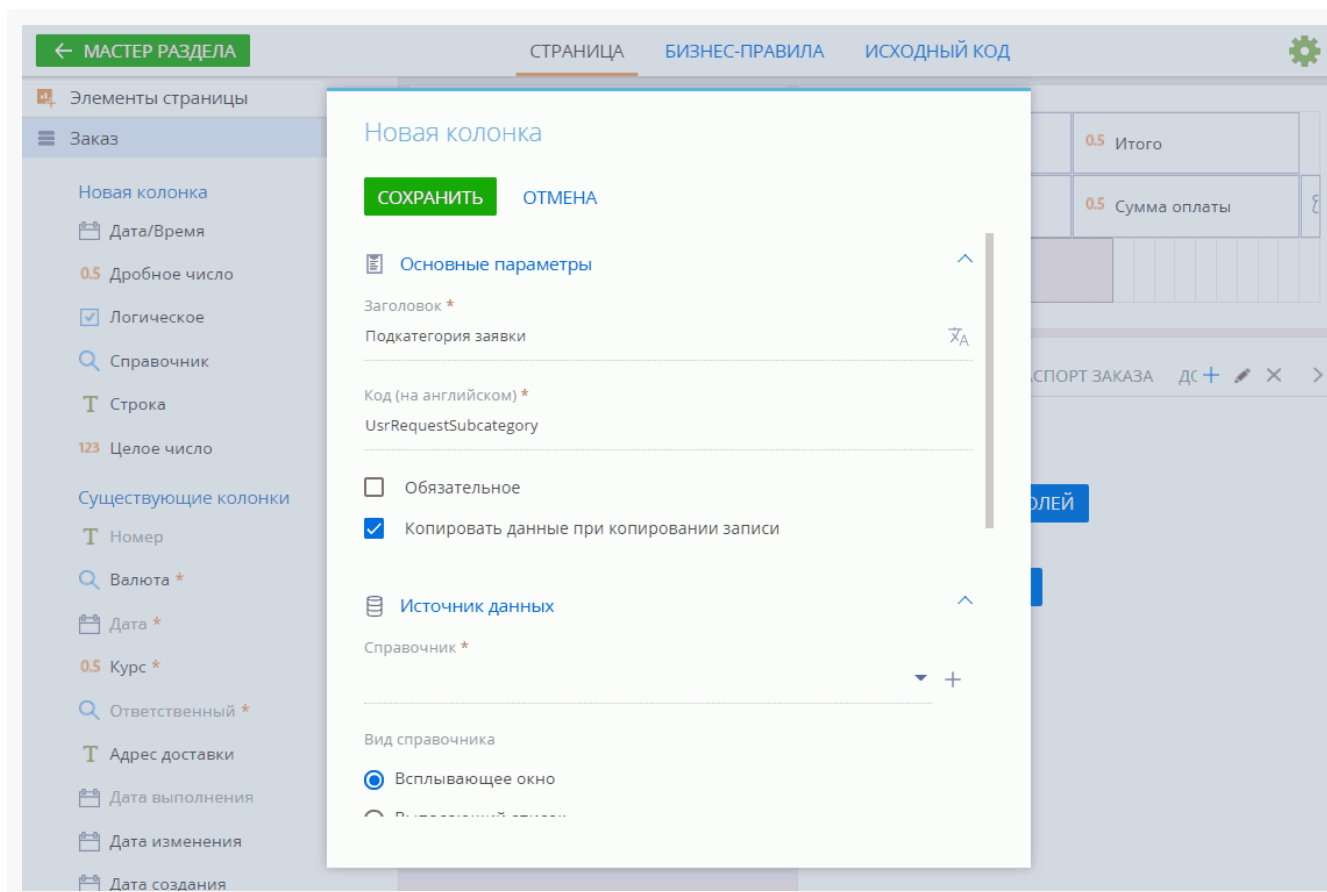 ← МАСТЕР РАЗДЕЛА
СТРАНИЦА БИЗНЕС-ПРАВИЛА ИСХОДНЫЙ КОД
Элементы страницы
Заказ
Новая колонка
Дата/Время
0.5 Дробное число
Логическое
Справочник
T Строка
123 Целое число
Существующие колонки
T Номер
Валюта *
Дата *
0.5 Курс *
Ответственный *
T Адрес доставки
Дата выполнения
Дата изменения
Дата создания
Новая колонка
СОХРАНИТЬ ОТМЕНА
Основные параметры
Заголовок *
Подкатегория заявки
Код (на английском) *
UsrRequestSubcategory
Обязательное
Копировать данные при копировании записи
Источник данных
Справочник *
Вид справочника
Всплывающее окно
0.5 Итого
0.5 Сумма оплаты
ЗАКАЗА